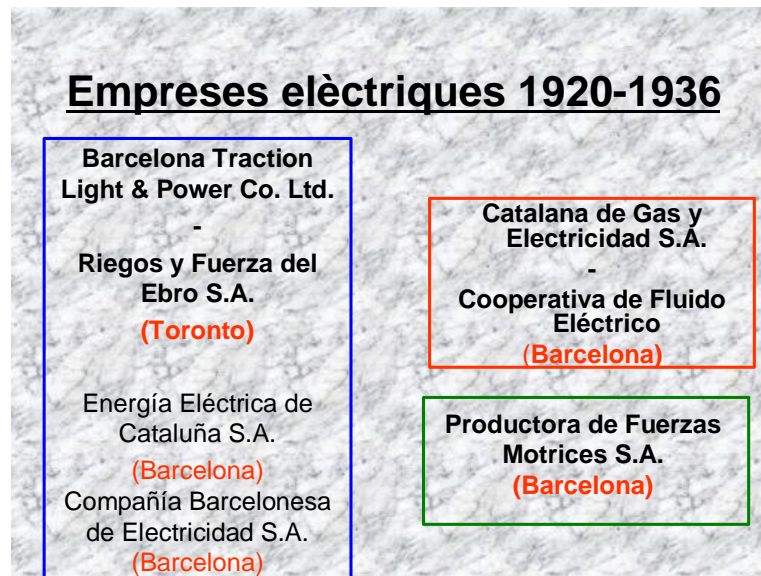 Empreses elèctriques 1920-1936
Barcelona Traction
Light & Power Co. Ltd.
-
Riegos y Fuerza del
Ebro S.A.
(Toronto)
Energía Eléctrica de
Cataluña S.A.
(Barcelona)
Compañía Barcelonesa
de Electricidad S.A.
(Barcelona)
Catalana de Gas y
Electricidad S.A.
-
Cooperativa de Fluido
Eléctrico
(Barcelona)
Productora de Fuerzas
Motrices S.A.
(Barcelona)